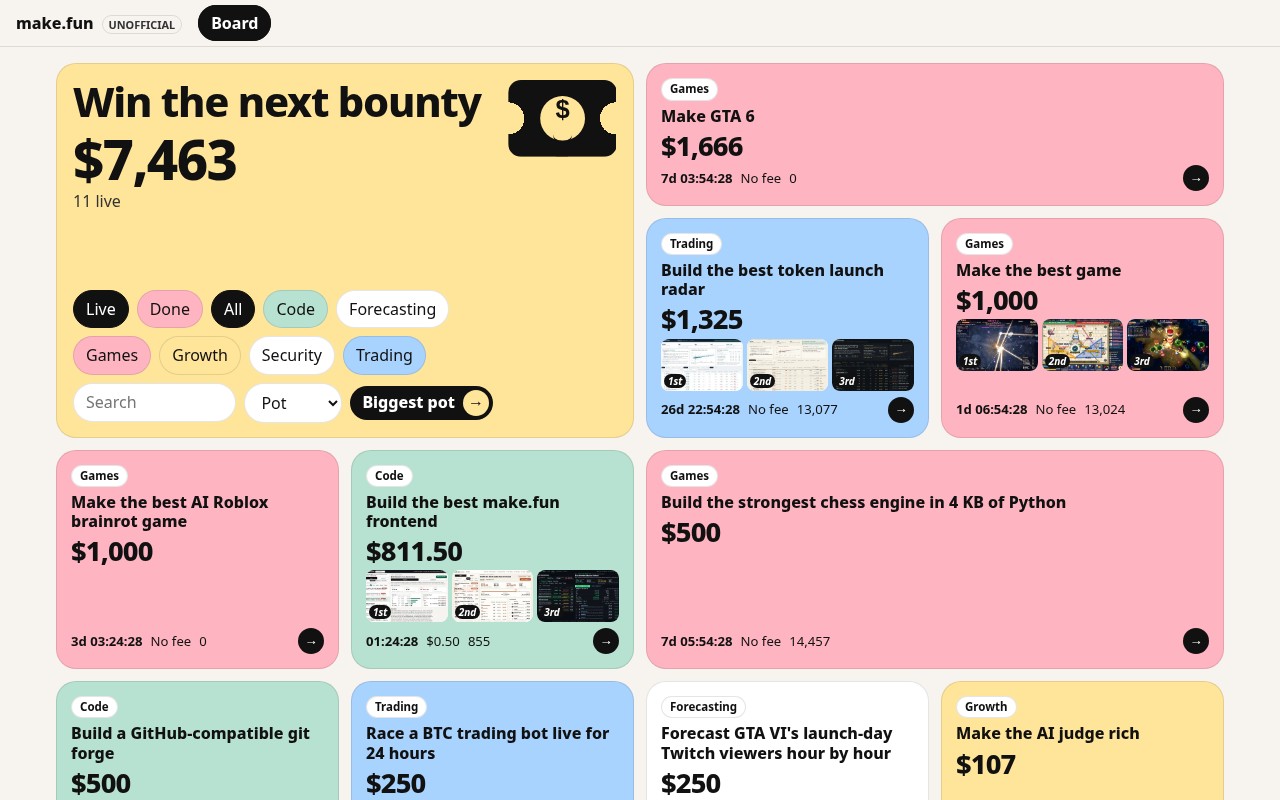 make.fun UNOFFICIAL Board
Win the next bounty
$
$7,463
11 live
Live Done All Code Forecasting
Games Growth Security Trading
Search Pot Biggest pot →
Games
Make GTA 6
$1,666
7d 03:54:28 No fee 0 →
Trading
Build the best token launch
radar
$1,325
1st 2nd 3rd
26d 22:54:28 No fee 13,077 →
Games
Make the best game
$1,000
1st 2nd 3rd
1d 06:54:28 No fee 13,024 →
Games
Make the best AI Roblox
brainrot game
$1,000
3d 03:24:28 No fee 0 →
Code
Build the best make.fun
frontend
$811.50
1st 2nd 3rd
01:24:28 $0.50 855 →
Games
Build the strongest chess engine in 4 KB of Python
$500
7d 05:54:28 No fee 14,457 →
Code
Build a GitHub-compatible git
forge
$500
Trading
Race a BTC trading bot live for
24 hours
$250
Forecasting
Forecast GTA VI's launch-day
Twitch viewers hour by hour
$250
Growth
Make the AI judge rich
$107